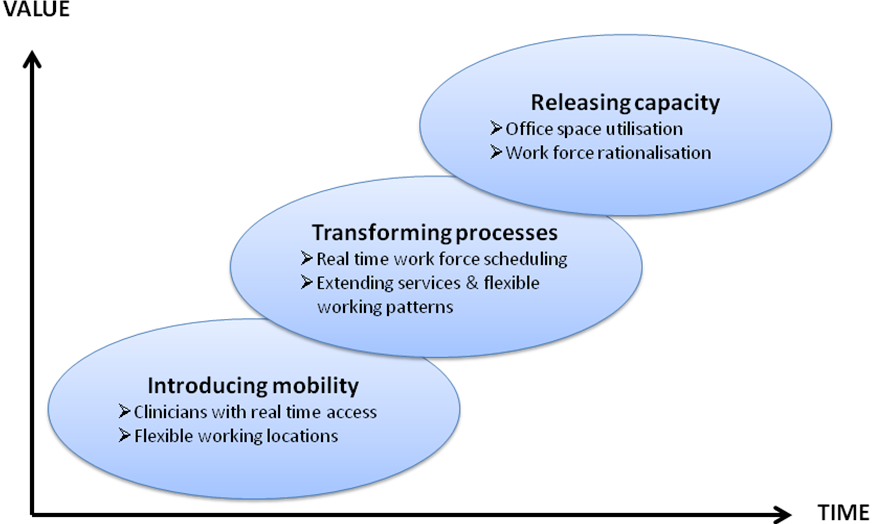 VALUE
Releasing capacity
➢Office space utilisation
➢Work force rationalisation
Transforming processes
➢Real time work force scheduling
➢Extending services & flexible
working patterns
Introducing mobility
➢Clinicians with real time access
➢Flexible working locations
TIME